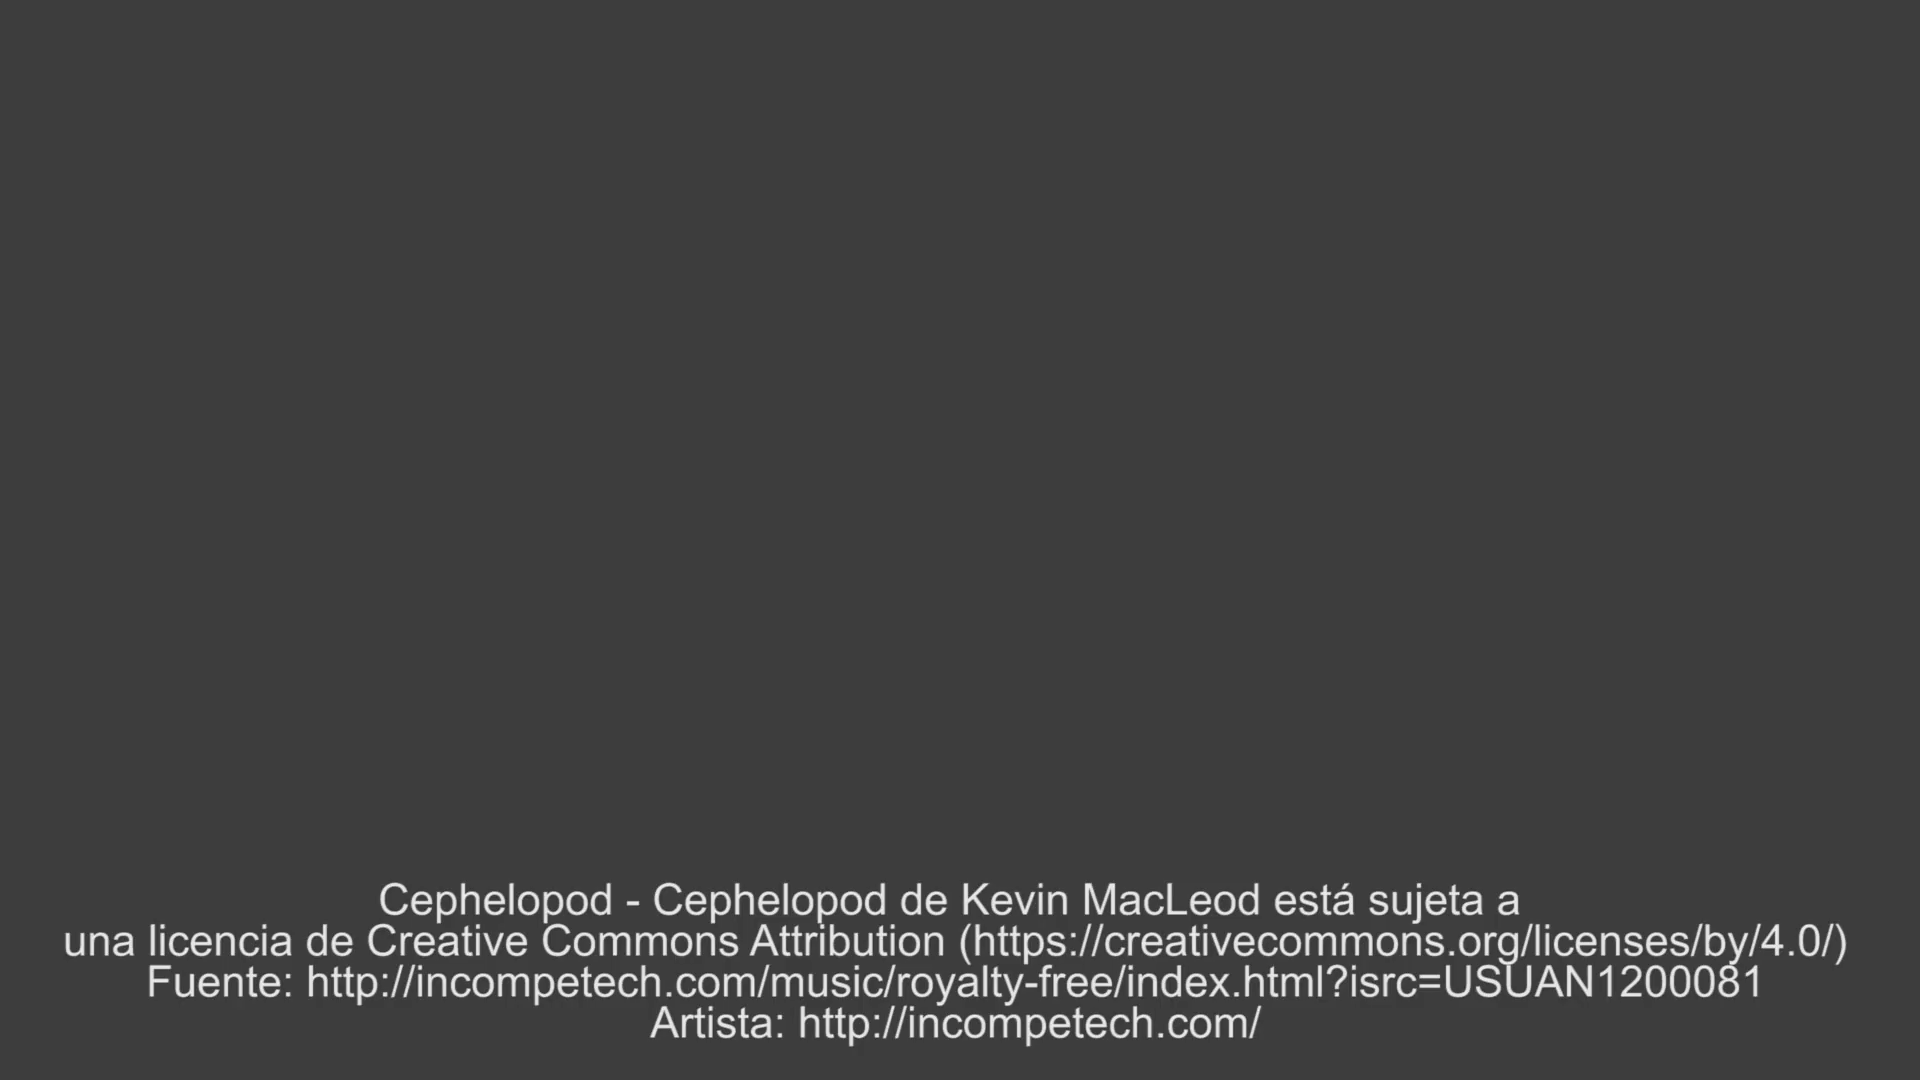 Cephelopod - Cephelopod de Kevin MacLeod está sujeta a
una licencia de Creative Commons Attribution (https://creativecommons.org/licenses/by/4.0/)
Fuente: http://incompetech.com/music/royalty-free/index.html?isrc=USUAN1200081
Artista: http://incompetech.com/